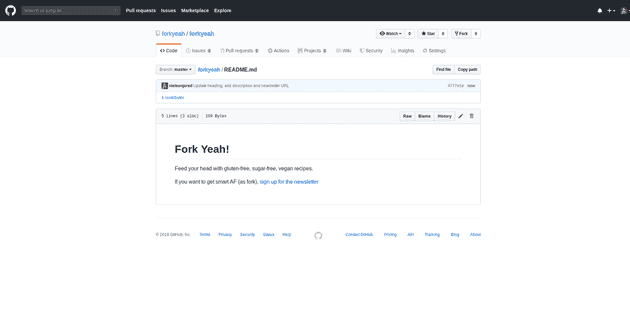 Search or jump to...
Pull requests Issues Marketplace Explore
forkyeah / forkyeah
Watch 0 Star 0 Fork 0
Code Issues 0 Pull requests 0 Actions Projects 0 Wiki Security Insights Settings
Branch: master forkyeah / README.md Find file Copy path
Update heading, add description and newsletter URL now
1 contributor
5 lines (3 sloc) 169 Bytes Raw Blame History
Fork Yeah!
Feed your head with gluten-free, sugar-free, vegan recipes.
If you want to get smart AF (as fork), sign up for the newsletter
© 2019 GitHub, Inc. Terms Privacy Security Status Help Contact GitHub Pricing API Training Blog About